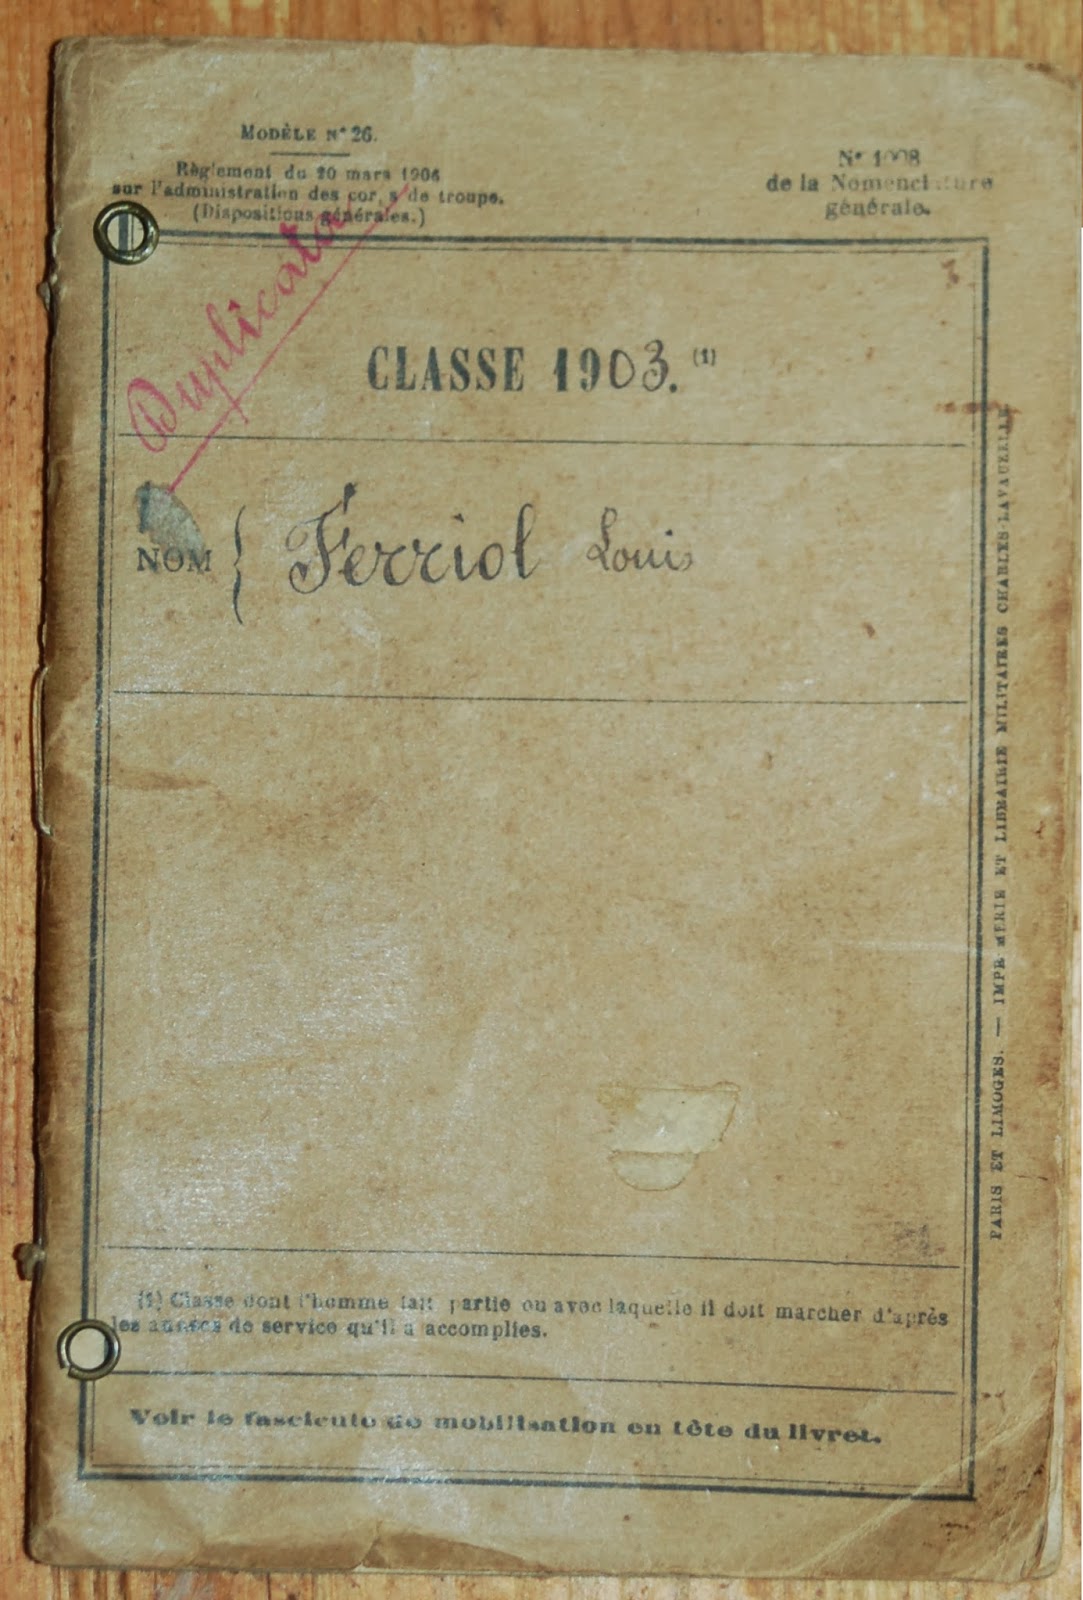 MODÈLE N° 26.
Règlement du 20 mars 1906
sur l'administration des corps de troupe.
(Dispositions générales.)
N° 1008
de la Nomenclature
générale.
Duplicata
CLASSE 1903. (1)
NOM { Ferriol Louis
PARIS ET LIMOGES. — IMPRIMERIE ET LIBRAIRIE MILITAIRES CHARLES-LAVAUZELLE
(1) Classe dont l'homme fait partie ou avec laquelle il doit marcher d'après
les années de service qu'il a accomplies.
Voir le fascicule de mobilisation en tête du livret.